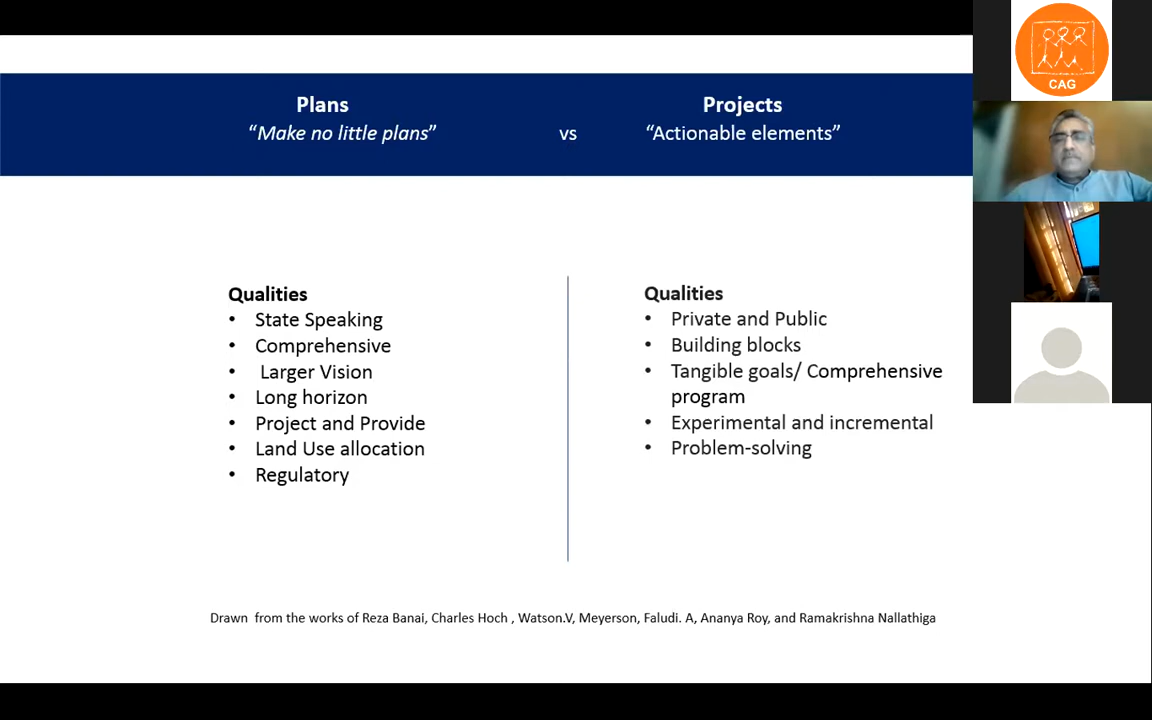 Plans
“Make no little plans”
vs
Projects
“Actionable elements”
Qualities
• State Speaking
• Comprehensive
• Larger Vision
• Long horizon
• Project and Provide
• Land Use allocation
• Regulatory
Qualities
• Private and Public
• Building blocks
• Tangible goals/ Comprehensive
program
• Experimental and incremental
• Problem-solving
Drawn from the works of Reza Banai, Charles Hoch , Watson.V, Meyerson, Faludi. A, Ananya Roy, and Ramakrishna Nallathiga
CAG